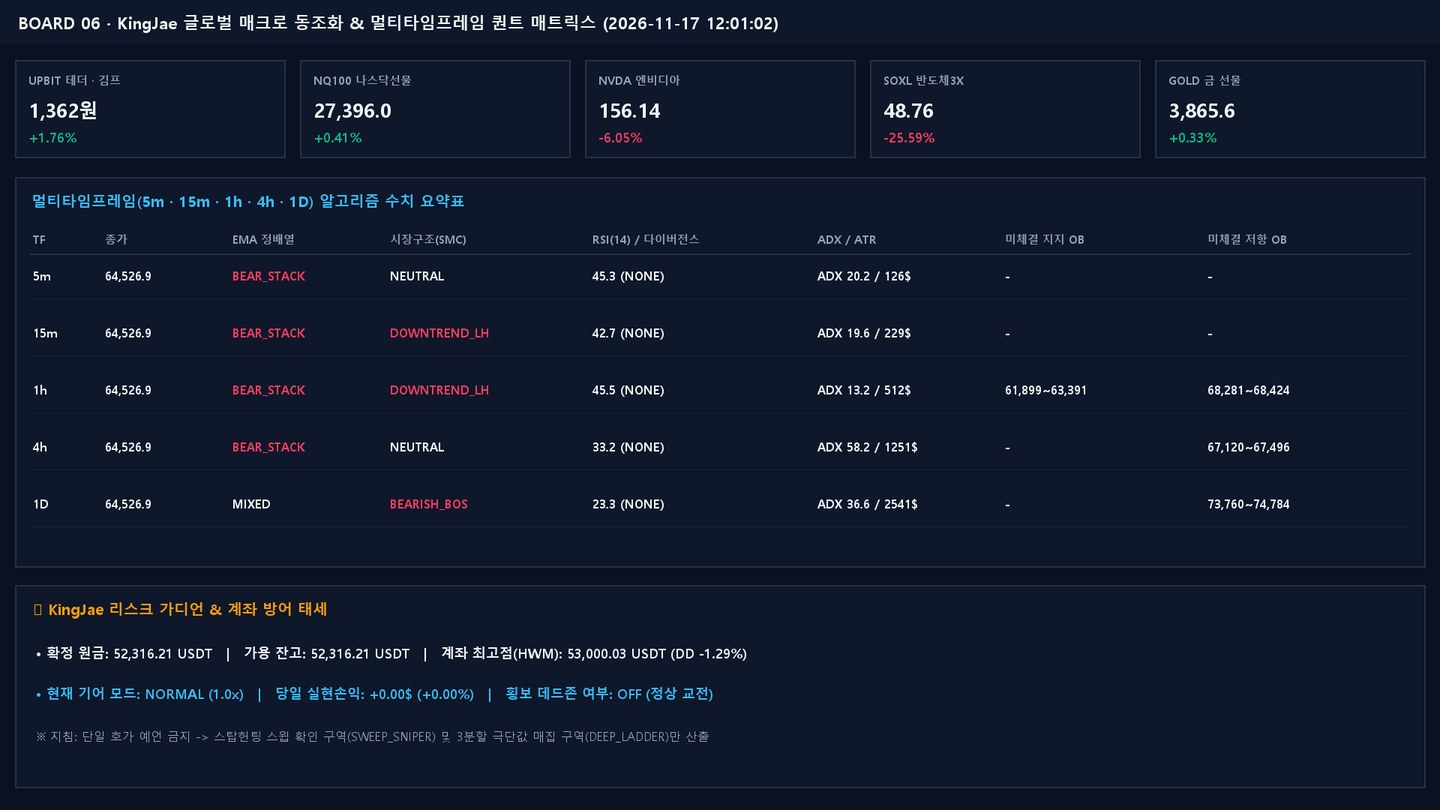 BOARD 06 · KingJae 글로벌 매크로 동조화 & 멀티타임프레임 퀀트 매트릭스 (2026-11-17 12:01:02)
UPBIT 테더 · 김프
1,362원
+1.76%
NQ100 나스닥선물
27,396.0
+0.41%
NVDA 엔비디아
156.14
-6.05%
SOXL 반도체3X
48.76
-25.59%
GOLD 금 선물
3,865.6
+0.33%
멀티타임프레임(5m · 15m · 1h · 4h · 1D) 알고리즘 수치 요약표
TF 종가 EMA 정배열 시장구조(SMC) RSI(14) / 다이버전스 ADX / ATR 미체결 지지 OB 미체결 저항 OB
5m 64,526.9 BEAR_STACK NEUTRAL 45.3 (NONE) ADX 20.2 / 126$ - -
15m 64,526.9 BEAR_STACK DOWNTREND_LH 42.7 (NONE) ADX 19.6 / 229$ - -
1h 64,526.9 BEAR_STACK DOWNTREND_LH 45.5 (NONE) ADX 13.2 / 512$ 61,899~63,391 68,281~68,424
4h 64,526.9 BEAR_STACK NEUTRAL 33.2 (NONE) ADX 58.2 / 1251$ - 67,120~67,496
1D 64,526.9 MIXED BEARISH_BOS 23.3 (NONE) ADX 36.6 / 2541$ - 73,760~74,784
KingJae 리스크 가디언 & 계좌 방어 태세
• 확정 원금: 52,316.21 USDT | 가용 잔고: 52,316.21 USDT | 계좌 최고점(HWM): 53,000.03 USDT (DD -1.29%)
• 현재 기어 모드: NORMAL (1.0x) | 당일 실현손익: +0.00$ (+0.00%) | 횡보 데드존 여부: OFF (정상 교전)
※ 지침: 단일 호가 예언 금지 -> 스탑헌팅 스윕 확인 구역(SWEEP_SNIPER) 및 3분할 극단값 매집 구역(DEEP_LADDER)만 산출